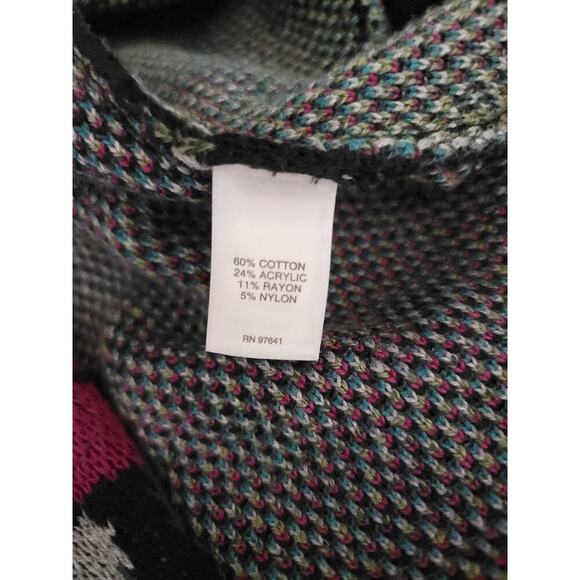 60% COTTON
24% ACRYLIC
11% RAYON
5% NYLON
RN 97641